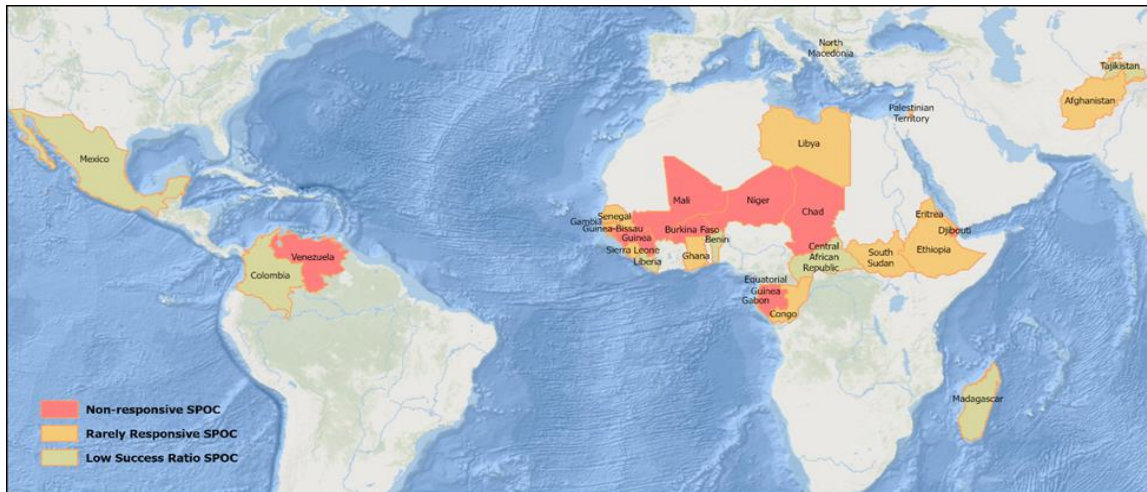 North
Macedonia
Tajikistan
Afghanistan
Palestinian
Territory
Libya
Mexico
Mali
Niger
Chad
Senegal
Gambia
Guinea-Bissau
Guinea
Burkina Faso
Benin
Sierra Leone
Liberia
Ghana
Eritrea
Djibouti
Ethiopia
South
Sudan
Central
African
Republic
Venezuela
Colombia
Equatorial
Guinea
Gabon
Congo
Madagascar
Non-responsive SPOC
Rarely Responsive SPOC
Low Success Ratio SPOC